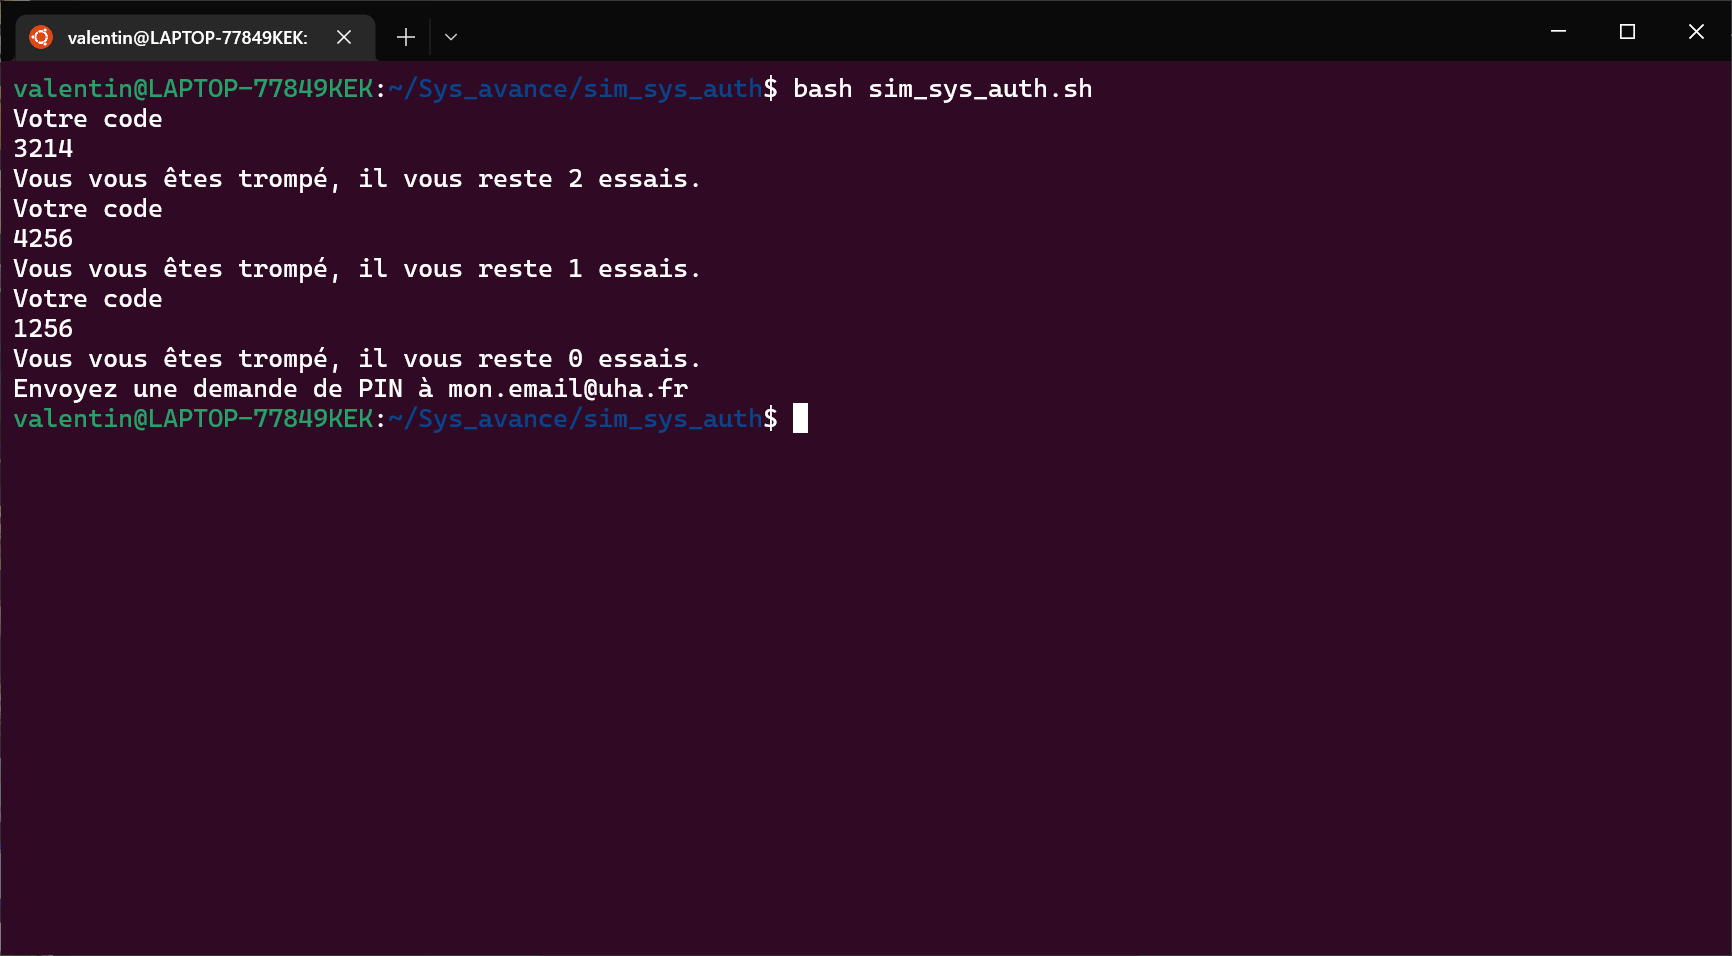 valentin@LAPTOP-77849KEK:
valentin@LAPTOP-77849KEK:~/Sys_avance/sim_sys_auth$ bash sim_sys_auth.sh
Votre code
3214
Vous vous êtes trompé, il vous reste 2 essais.
Votre code
4256
Vous vous êtes trompé, il vous reste 1 essais.
Votre code
1256
Vous vous êtes trompé, il vous reste 0 essais.
Envoyez une demande de PIN à mon.email@uha.fr
valentin@LAPTOP-77849KEK:~/Sys_avance/sim_sys_auth$